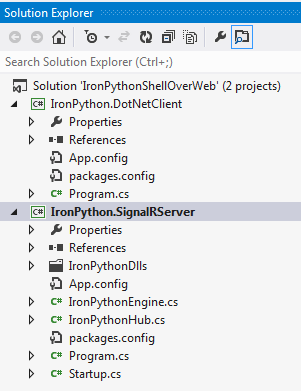 Solution Explorer
Search Solution Explorer (Ctrl+;)
Solution 'IronPythonShellOverWeb' (2 projects)
C# IronPython.DotNetClient
Properties
References
App.config
packages.config
C# Program.cs
C# IronPython.SignalRServer
Properties
References
IronPythonDlls
App.config
C# IronPythonEngine.cs
C# IronPythonHub.cs
packages.config
C# Program.cs
C# Startup.cs